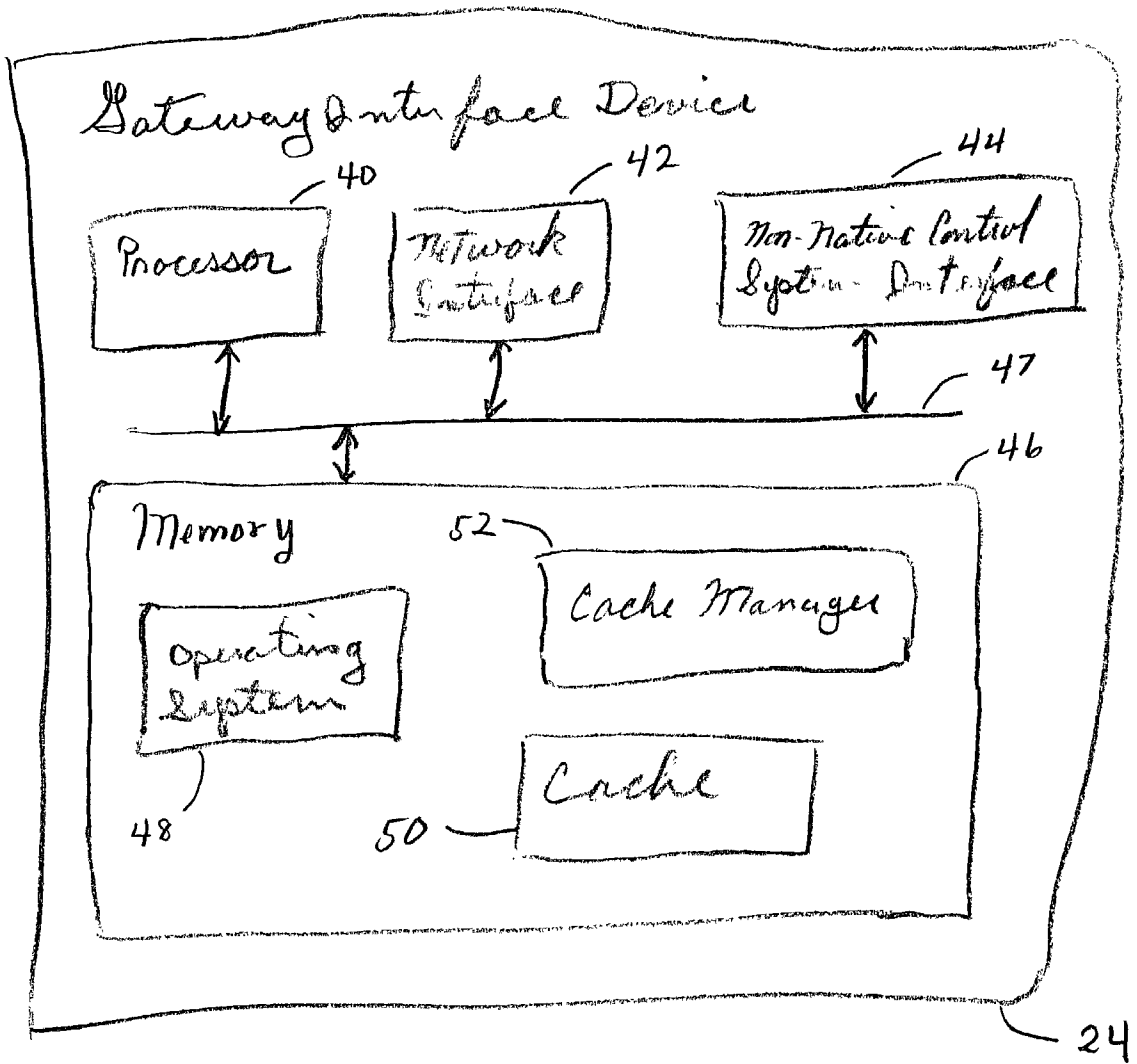 Gateway Interface Device
40
42
44
Processor
Network
Interface
Non-Native Control
System Interface
47
46
Memory
52
Cache Manager
Operating
System
Cache
48
50
24